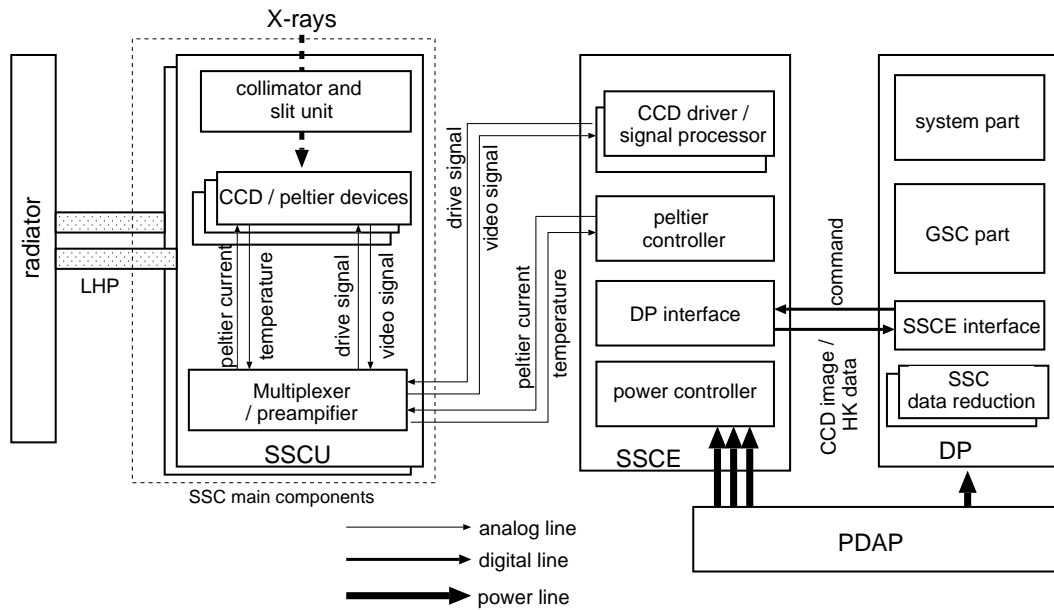 X-rays
radiator
LHP
collimator and
slit unit
CCD / peltier devices
peltier current
temperature
drive signal
video signal
Multiplexer
/ preampifier
SSCU
SSC main components
drive signal
video signal
peltier current
temperature
CCD driver /
signal processor
peltier
controller
DP interface
power controller
SSCE
command
CCD image /
HK data
system part
GSC part
SSCE interface
SSC
data reduction
DP
PDAP
analog line
digital line
power line